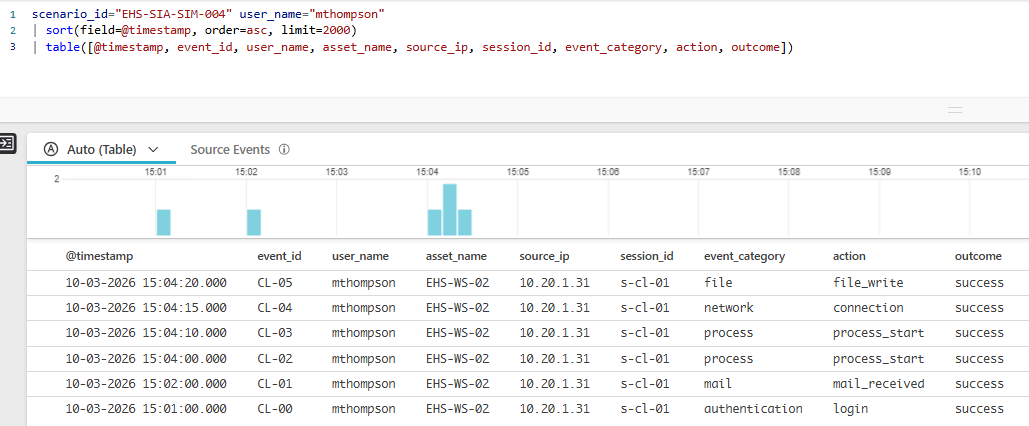 1 scenario_id="EHS-SIA-SIM-004" user_name="mthompson"
2 | sort(field=@timestamp, order=asc, limit=2000)
3 | table([@timestamp, event_id, user_name, asset_name, source_ip, session_id, event_category, action, outcome])
Auto (Table) Source Events
15:01 15:02 15:03 15:04 15:05 15:06 15:07 15:08 15:09 15:10
2
@timestamp event_id user_name asset_name source_ip session_id event_category action outcome
10-03-2026 15:04:20.000 CL-05 mthompson EHS-WS-02 10.20.1.31 s-cl-01 file file_write success
10-03-2026 15:04:15.000 CL-04 mthompson EHS-WS-02 10.20.1.31 s-cl-01 network connection success
10-03-2026 15:04:10.000 CL-03 mthompson EHS-WS-02 10.20.1.31 s-cl-01 process process_start success
10-03-2026 15:04:00.000 CL-02 mthompson EHS-WS-02 10.20.1.31 s-cl-01 process process_start success
10-03-2026 15:02:00.000 CL-01 mthompson EHS-WS-02 10.20.1.31 s-cl-01 mail mail_received success
10-03-2026 15:01:00.000 CL-00 mthompson EHS-WS-02 10.20.1.31 s-cl-01 authentication login success